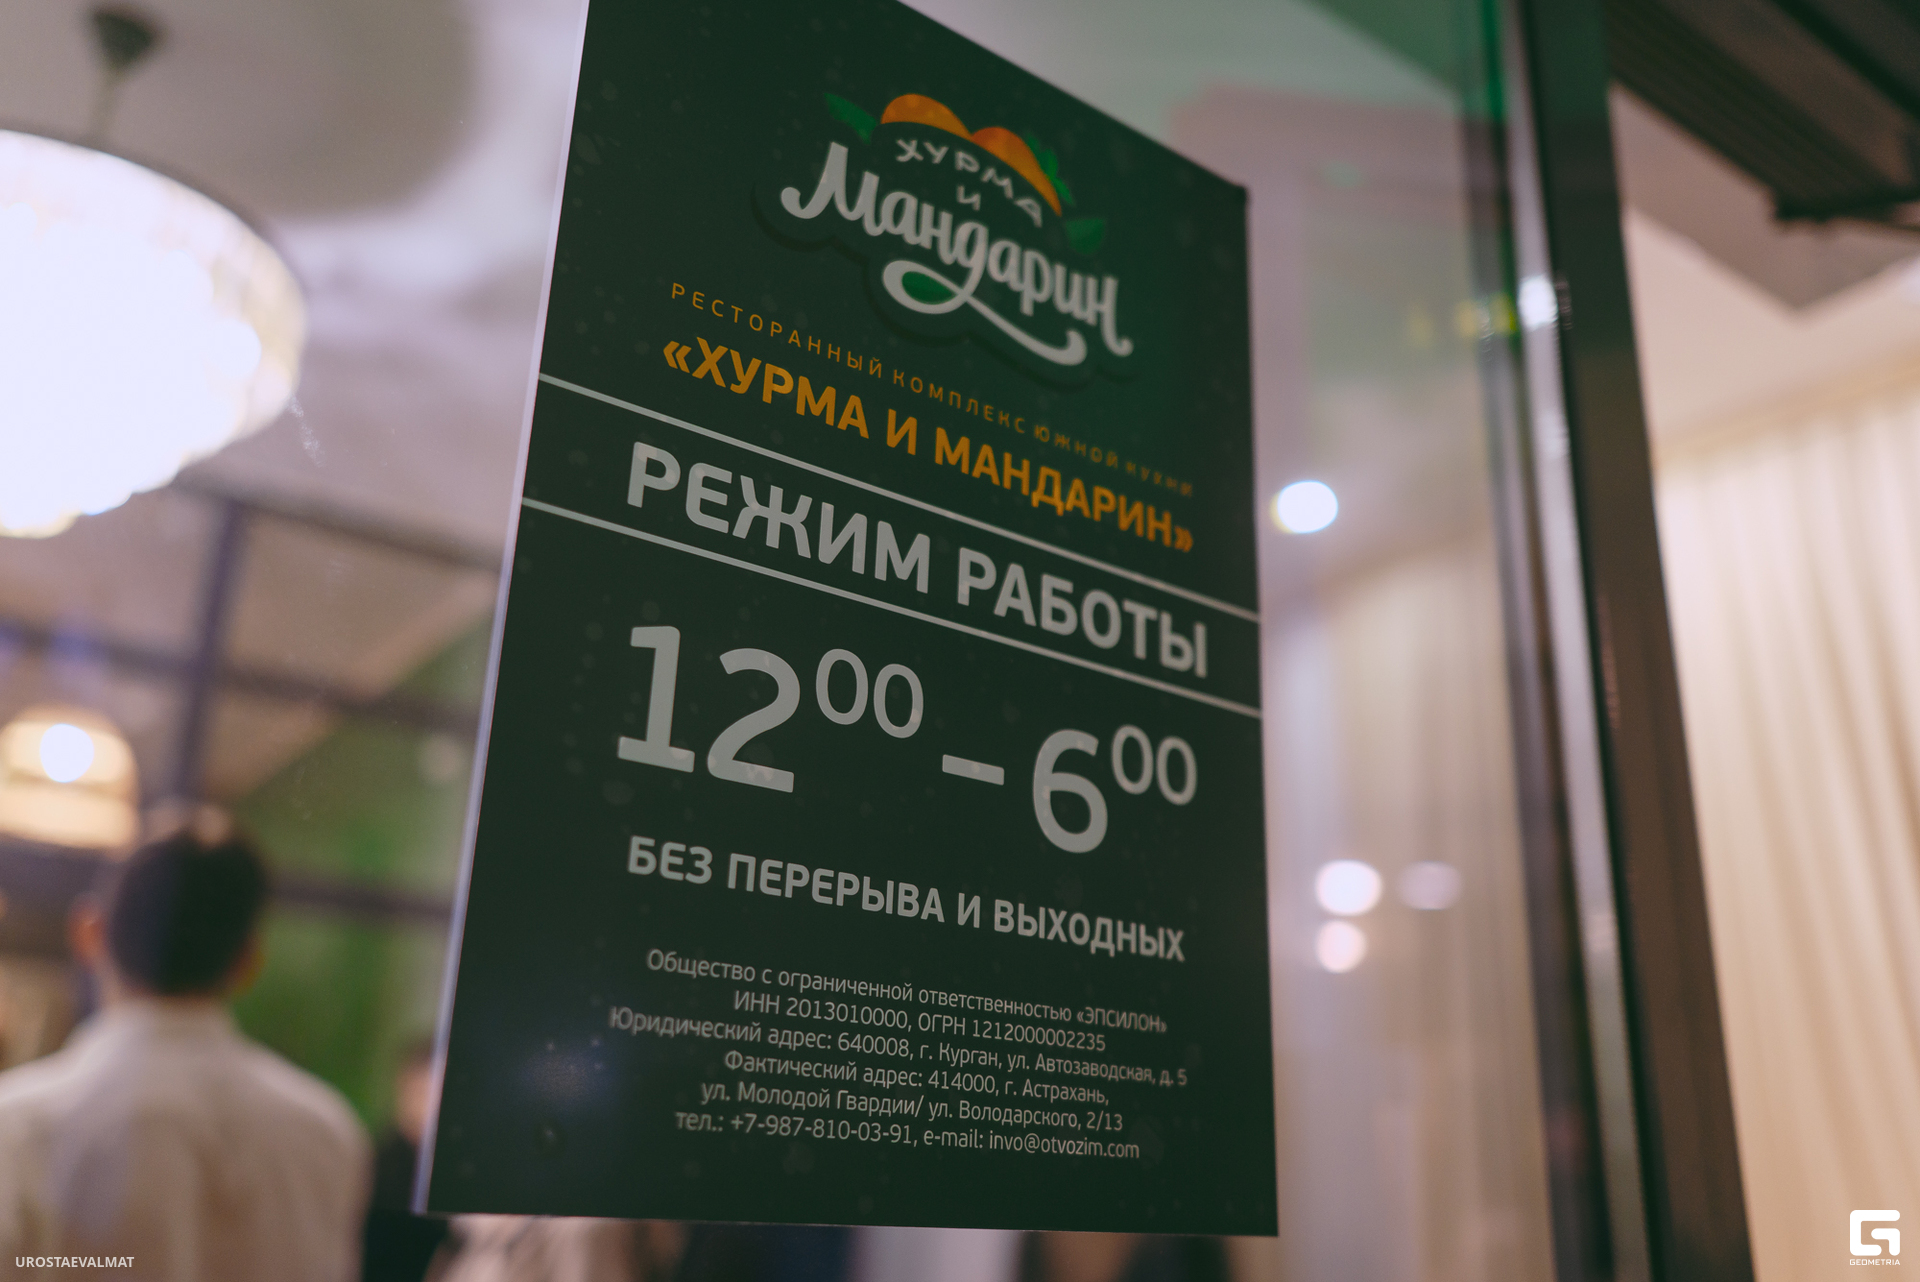 ХУРМА
И
Мандарин
РЕСТОРАННЫЙ КОМПЛЕКС ЮЖНОЙ КУХНИ
«ХУРМА И МАНДАРИН»
РЕЖИМ РАБОТЫ
12⁰⁰ – 6⁰⁰
БЕЗ ПЕРЕРЫВА И ВЫХОДНЫХ
Общество с ограниченной ответственностью «ЭПСИЛОН»
ИНН 2013010000, ОГРН 1212000002235
Юридический адрес: 640008, г. Курган, ул. Автозаводская, д. 5
Фактический адрес: 414000, г. Астрахань,
ул. Молодой Гвардии/ ул. Володарского, 2/13
тел.: +7-987-810-03-91, e-mail: invo@otvozim.com
UROSTAEVALMAT
GEOMETRIA